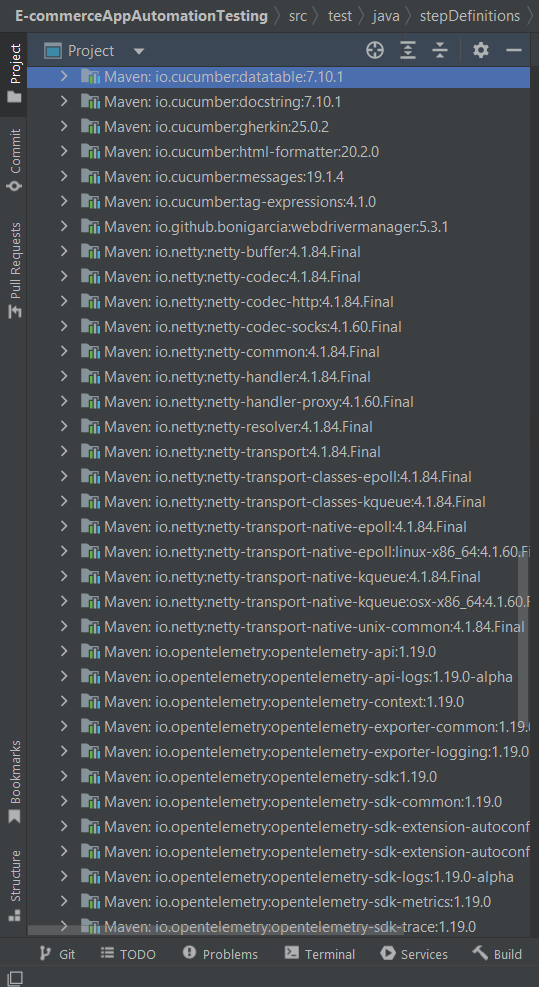 E-commerceAppAutomationTesting src test java stepDefinitions
Project
Project
Maven: io.cucumber:datatable:7.10.1
Maven: io.cucumber:docstring:7.10.1
Maven: io.cucumber:gherkin:25.0.2
Maven: io.cucumber:html-formatter:20.2.0
Maven: io.cucumber:messages:19.1.4
Maven: io.cucumber:tag-expressions:4.1.0
Maven: io.github.bonigarcia:webdrivermanager:5.3.1
Maven: io.netty:netty-buffer:4.1.84.Final
Maven: io.netty:netty-codec:4.1.84.Final
Maven: io.netty:netty-codec-http:4.1.84.Final
Maven: io.netty:netty-codec-socks:4.1.60.Final
Maven: io.netty:netty-common:4.1.84.Final
Maven: io.netty:netty-handler:4.1.84.Final
Maven: io.netty:netty-handler-proxy:4.1.60.Final
Maven: io.netty:netty-resolver:4.1.84.Final
Maven: io.netty:netty-transport:4.1.84.Final
Maven: io.netty:netty-transport-classes-epoll:4.1.84.Final
Maven: io.netty:netty-transport-classes-kqueue:4.1.84.Final
Maven: io.netty:netty-transport-native-epoll:4.1.84.Final
Maven: io.netty:netty-transport-native-epoll:linux-x86_64:4.1.60.Fi
Maven: io.netty:netty-transport-native-kqueue:4.1.84.Final
Maven: io.netty:netty-transport-native-kqueue:osx-x86_64:4.1.60.F
Maven: io.netty:netty-transport-native-unix-common:4.1.84.Final
Maven: io.opentelemetry:opentelemetry-api:1.19.0
Maven: io.opentelemetry:opentelemetry-api-logs:1.19.0-alpha
Maven: io.opentelemetry:opentelemetry-context:1.19.0
Maven: io.opentelemetry:opentelemetry-exporter-common:1.19.0
Maven: io.opentelemetry:opentelemetry-exporter-logging:1.19.0
Maven: io.opentelemetry:opentelemetry-sdk:1.19.0
Maven: io.opentelemetry:opentelemetry-sdk-common:1.19.0
Maven: io.opentelemetry:opentelemetry-sdk-extension-autoconf
Maven: io.opentelemetry:opentelemetry-sdk-extension-autoconf
Maven: io.opentelemetry:opentelemetry-sdk-logs:1.19.0-alpha
Maven: io.opentelemetry:opentelemetry-sdk-metrics:1.19.0
Maven: io.opentelemetry:opentelemetry-sdk-trace:1.19.0
Commit
Pull Requests
Bookmarks
Structure
Git TODO Problems Terminal Services Build